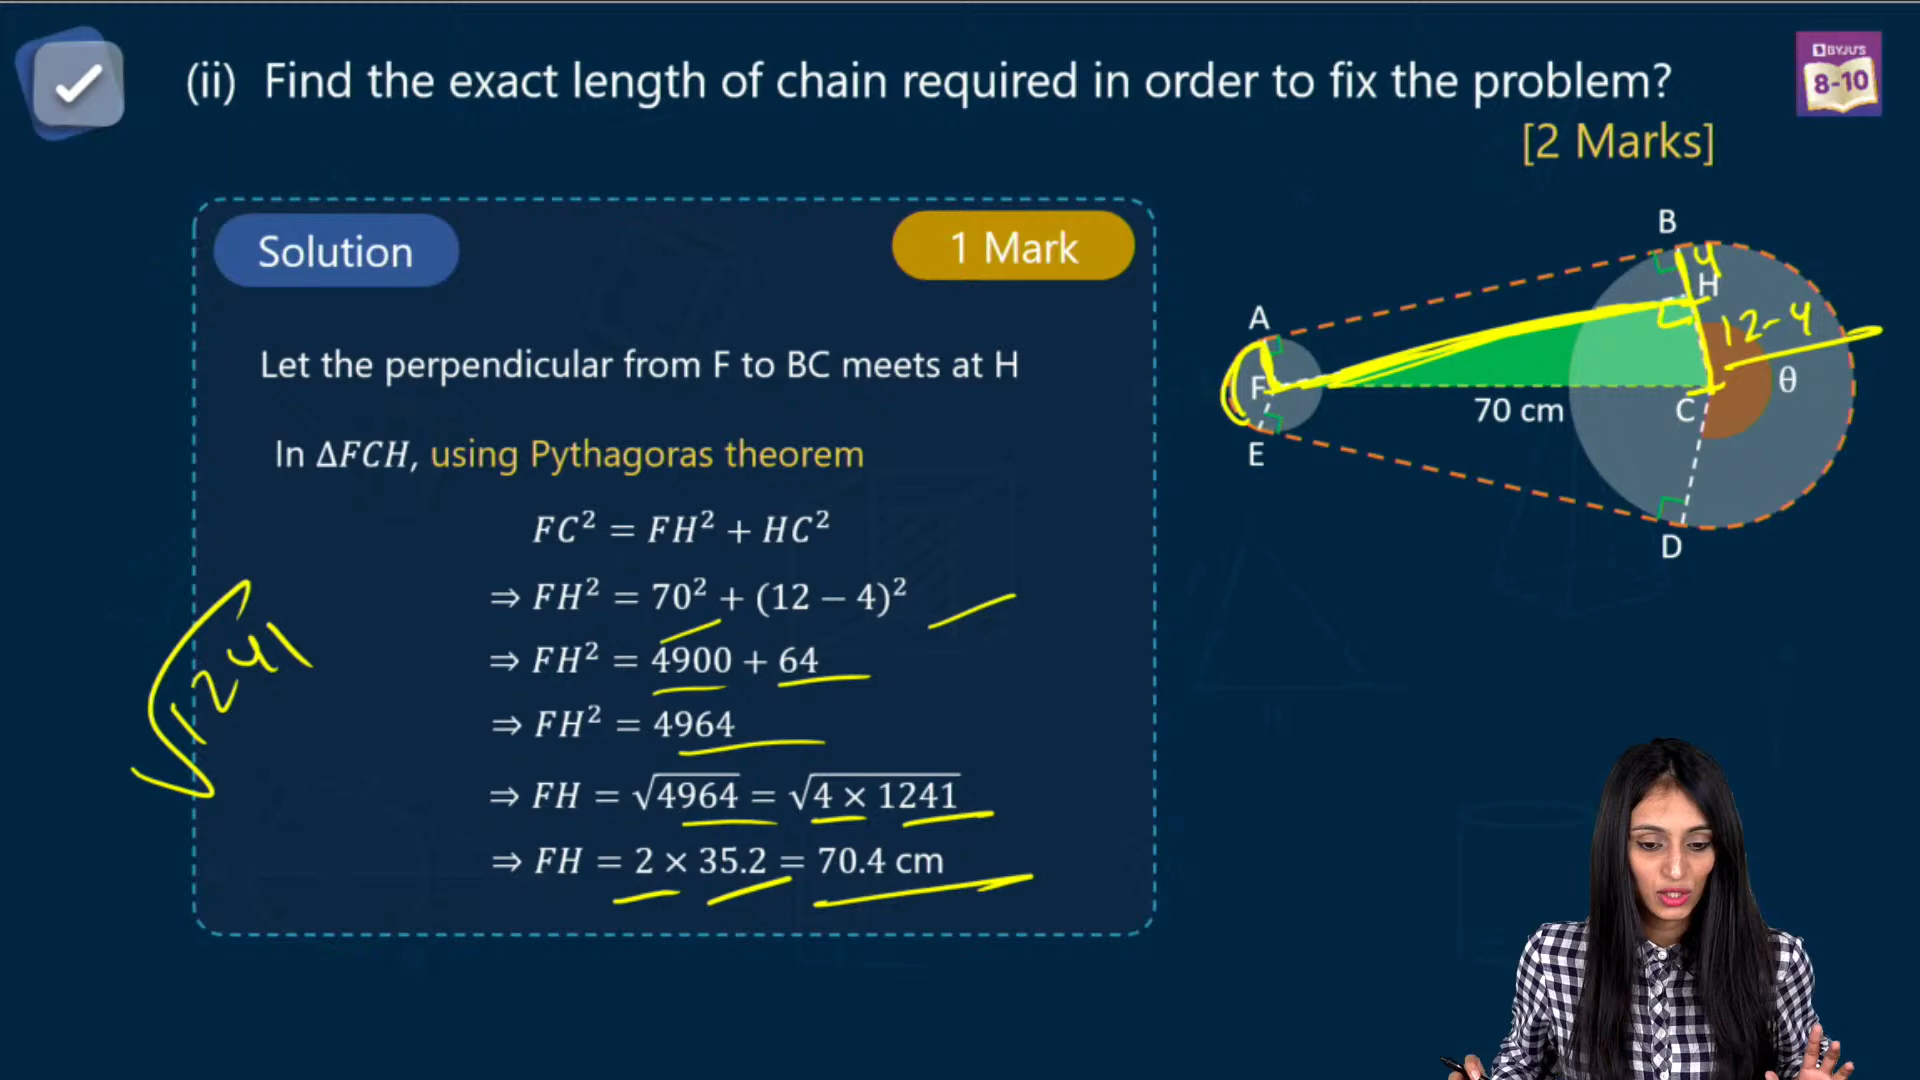 (ii) Find the exact length of chain required in order to fix the problem?
BYJU'S
8-10
[2 Marks]
Solution
1 Mark
Let the perpendicular from F to BC meets at H
In ΔFCH, using Pythagoras theorem
FC² = FH² + HC²
⇒ FH² = 70² + (12 − 4)²
⇒ FH² = 4900 + 64
⇒ FH² = 4964
⇒ FH = √4964 = √4 × 1241
⇒ FH = 2 × 35.2 = 70.4 cm
√1241
B
4
H
A
12-4
F
θ
70 cm
C
E
D